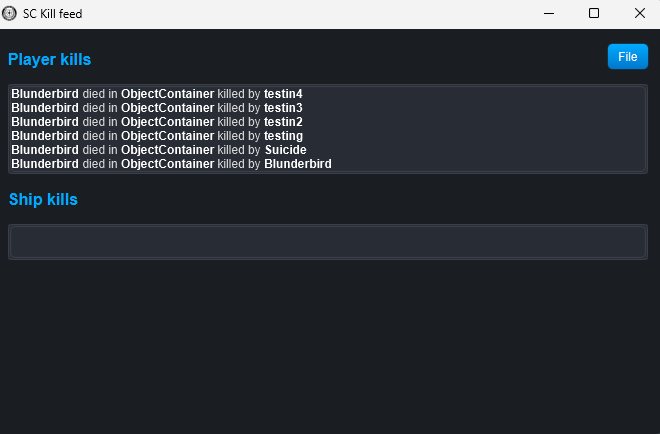 SC Kill feed
Player kills
File
Blunderbird died in ObjectContainer killed by testin4
Blunderbird died in ObjectContainer killed by testin3
Blunderbird died in ObjectContainer killed by testin2
Blunderbird died in ObjectContainer killed by testing
Blunderbird died in ObjectContainer killed by Suicide
Blunderbird died in ObjectContainer killed by Blunderbird
Ship kills